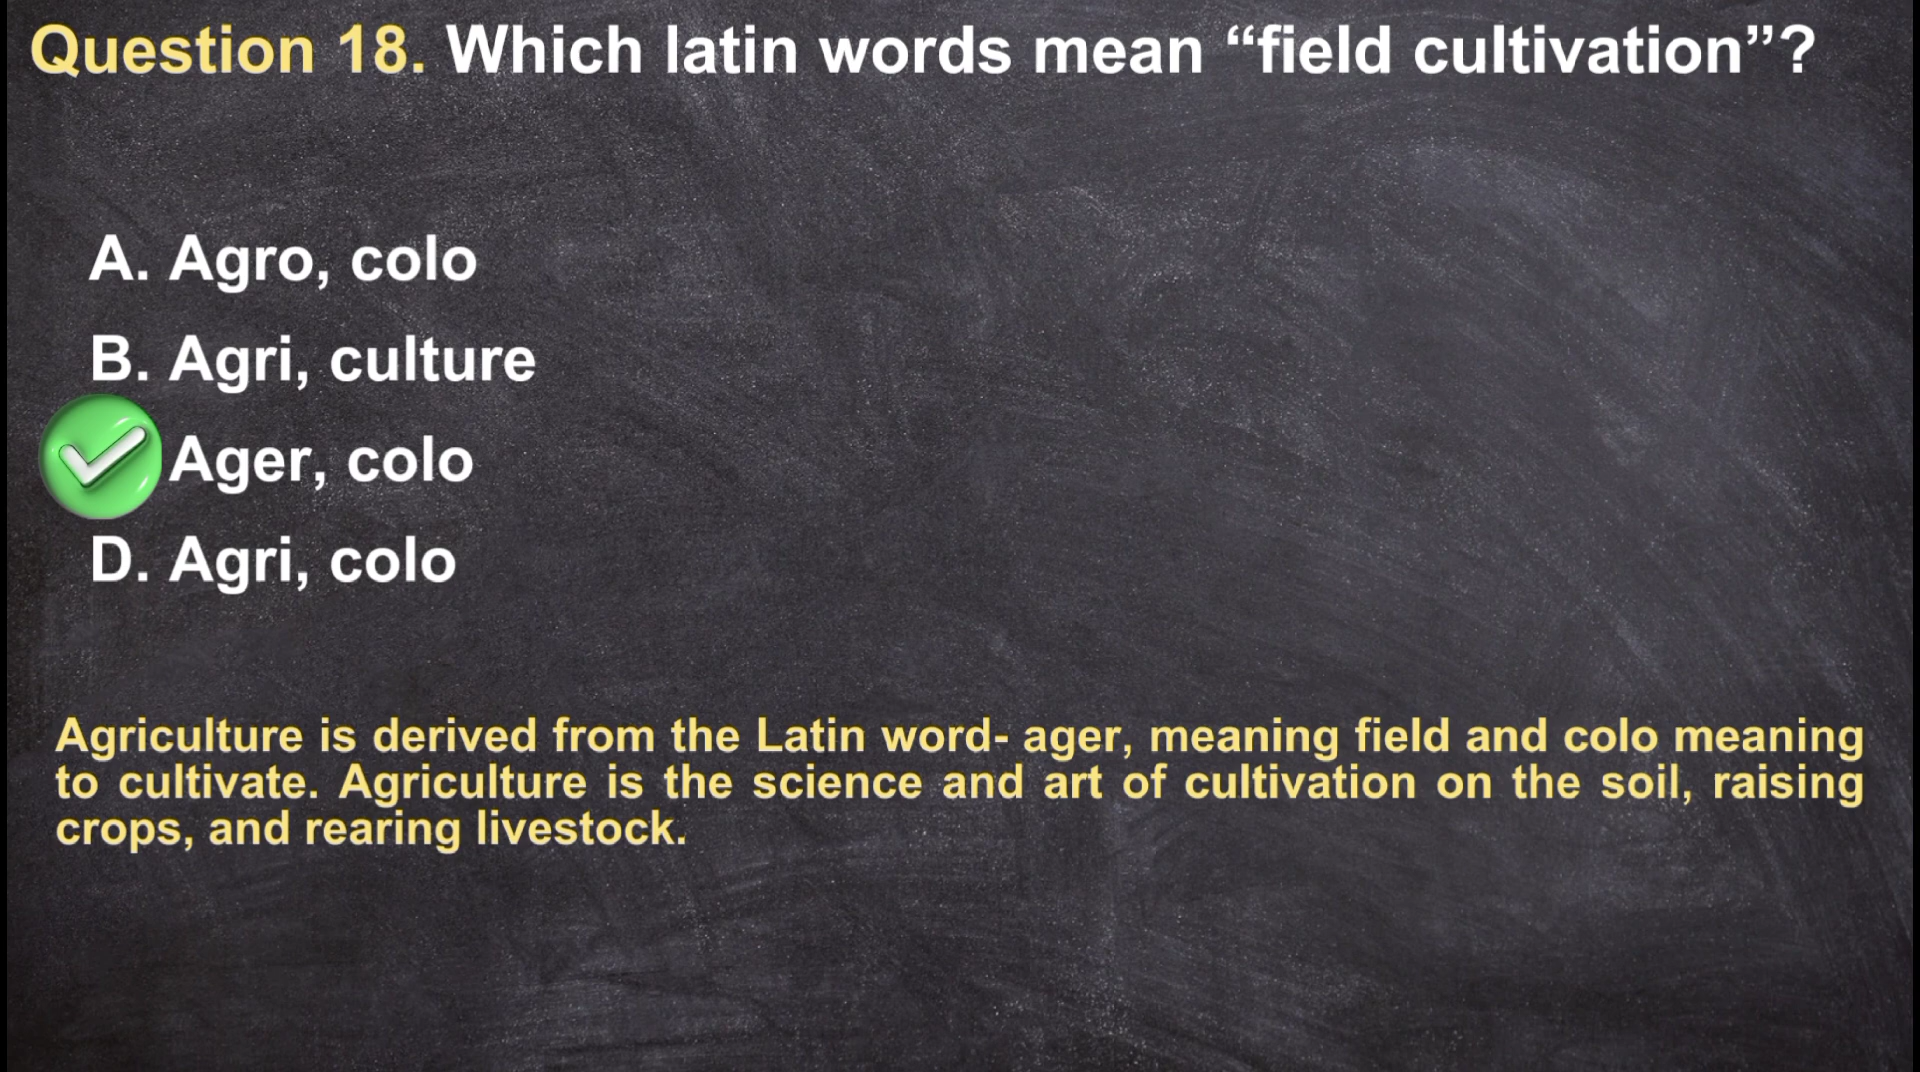 Question 18. Which latin words mean “field cultivation”?
A. Agro, colo
B. Agri, culture
Ager, colo
D. Agri, colo
Agriculture is derived from the Latin word- ager, meaning field and colo meaning
to cultivate. Agriculture is the science and art of cultivation on the soil, raising
crops, and rearing livestock.